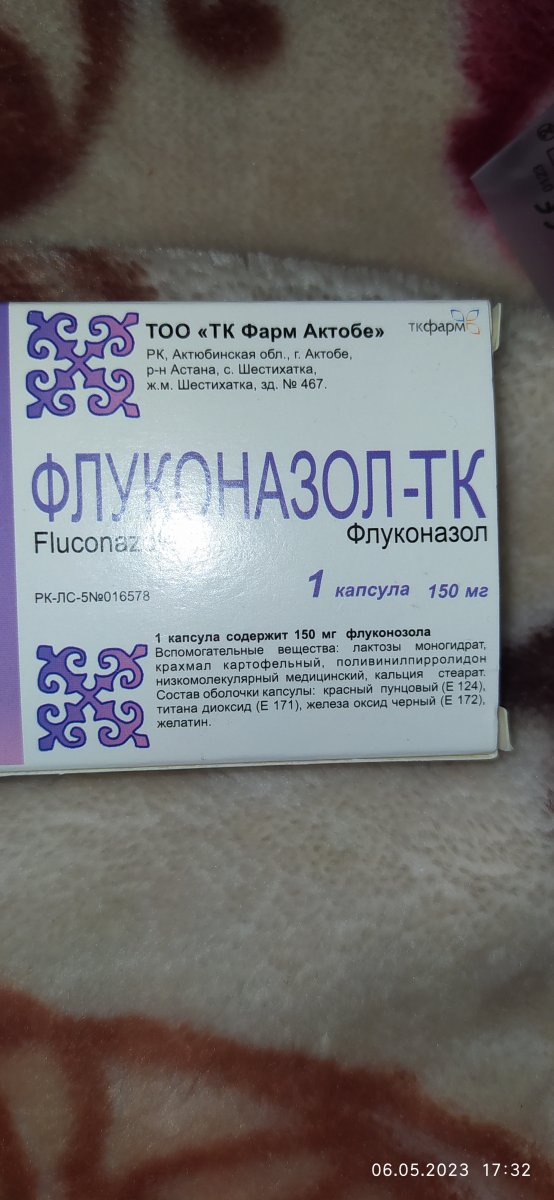 ТОО «ТК Фарм Актобе»
ткфарм
РК, Актюбинская обл., г. Актобе,
р-н Астана, с. Шестихатка,
ж.м. Шестихатка, зд. № 467.
ФЛУКОНАЗОЛ-ТК
Флуконазол
1 капсула 150 мг
РК-ЛС-5№016578
1 капсула содержит 150 мг флуконозола
Вспомогательные вещества: лактозы моногидрат,
крахмал картофельный, поливинилпирролидон
низкомолекулярный медицинский, кальция стеарат.
Состав оболочки капсулы: красный пунцовый (Е 124),
титана диоксид (Е 171), железа оксид черный (Е 172),
желатин.
06.05.2023 17:32